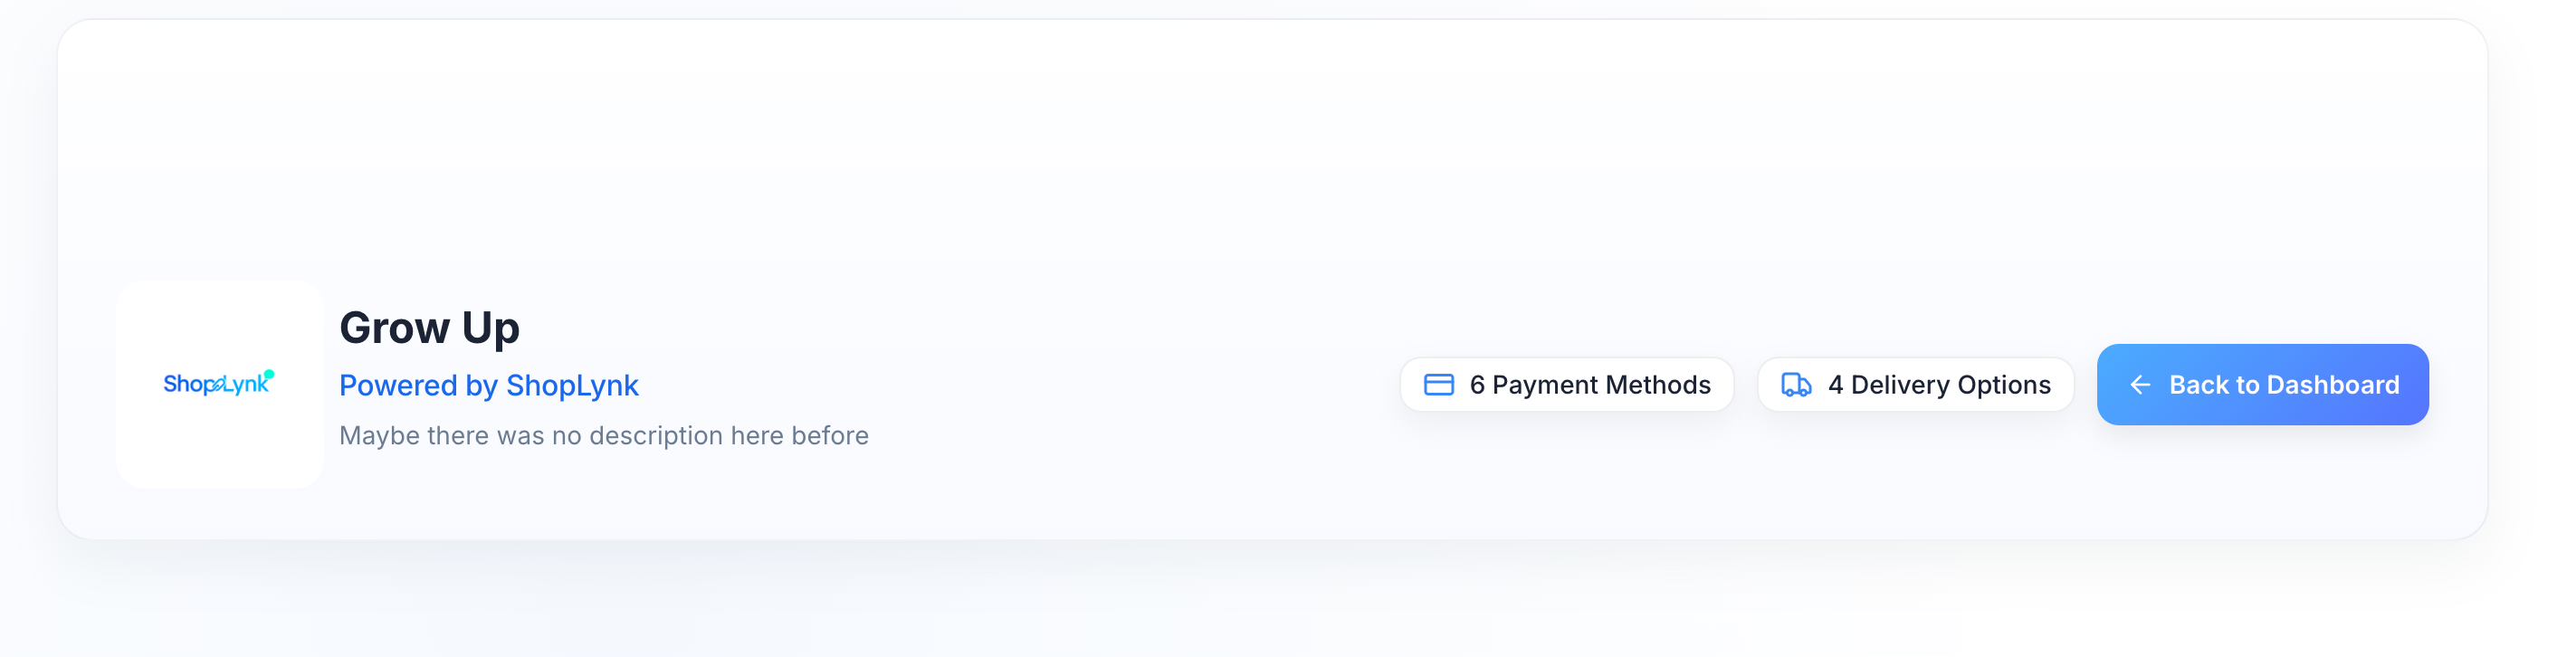 ShopLynk
Grow Up
Powered by ShopLynk
Maybe there was no description here before
6 Payment Methods
4 Delivery Options
Back to Dashboard